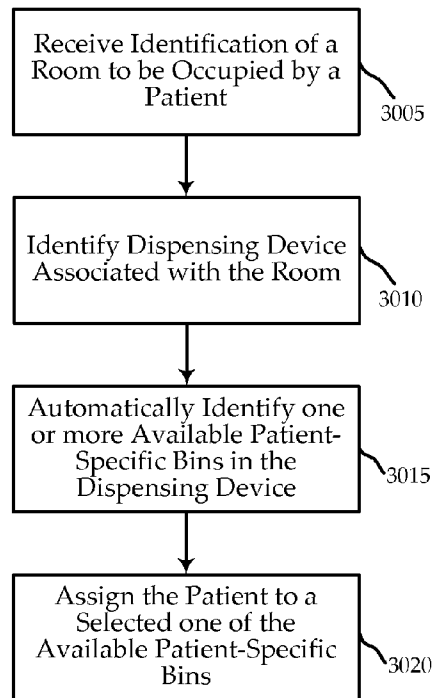 Receive Identification of a
Room to be Occupied by a
Patient
3005
Identify Dispensing Device
Associated with the Room
3010
Automatically Identify one
or more Available Patient-
Specific Bins in the
Dispensing Device
3015
Assign the Patient to a
Selected one of the
Available Patient-Specific
Bins
3020